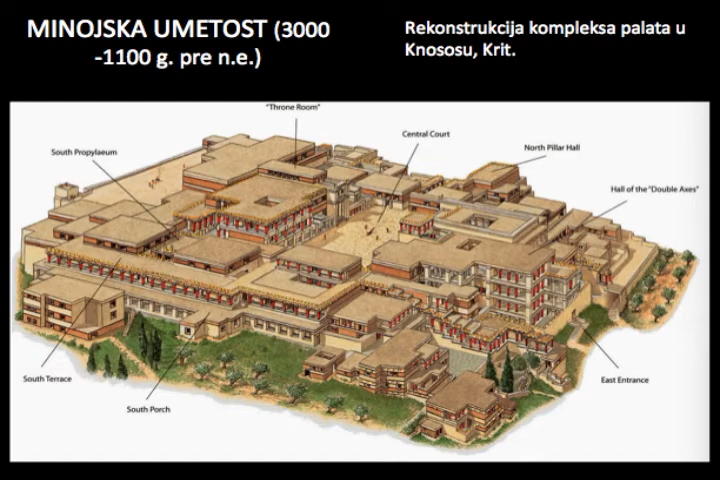 MINOJSKA UMETOST (3000
-1100 g. pre n.e.)
Rekonstrukcija kompleksa palata u
Knososu, Krit.
"Throne Room"
Central Court
South Propylaeum
North Pillar Hall
Hall of the "Double Axes"
South Terrace
East Entrance
South Porch